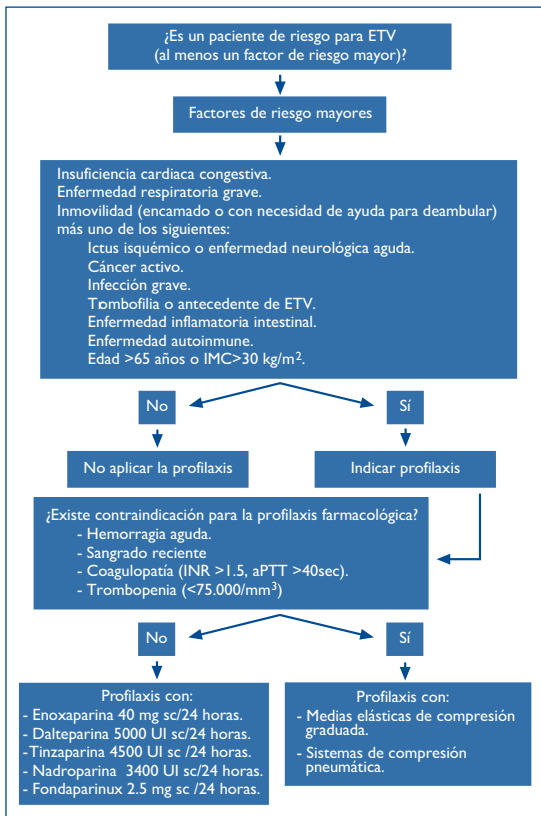 ¿Es un paciente de riesgo para ETV
(al menos un factor de riesgo mayor)?
Factores de riesgo mayores
Insuficiencia cardiaca congestiva.
Enfermedad respiratoria grave.
Inmovilidad (encamado o con necesidad de ayuda para deambular)
más uno de los siguientes:
Ictus isquémico o enfermedad neurológica aguda.
Cáncer activo.
Infección grave.
Trombofilia o antecedente de ETV.
Enfermedad inflamatoria intestinal.
Enfermedad autoinmune.
Edad >65 años o IMC>30 kg/m².
No
Sí
No aplicar la profilaxis
Indicar profilaxis
¿Existe contraindicación para la profilaxis farmacológica?
- Hemorragia aguda.
- Sangrado reciente
- Coagulopatía (INR >1.5, aPTT >40sec).
- Trombopenia (<75.000/mm³)
No
Sí
Profilaxis con:
- Enoxaparina 40 mg sc/24 horas.
- Dalteparina 5000 UI sc/24 horas.
-Tinzaparina 4500 UI sc /24 horas.
- Nadroparina 3400 UI sc/24 horas.
- Fondaparinux 2.5 mg sc /24 horas.
Profilaxis con:
- Medias elásticas de compresión
graduada.
- Sistemas de compresión
pneumática.